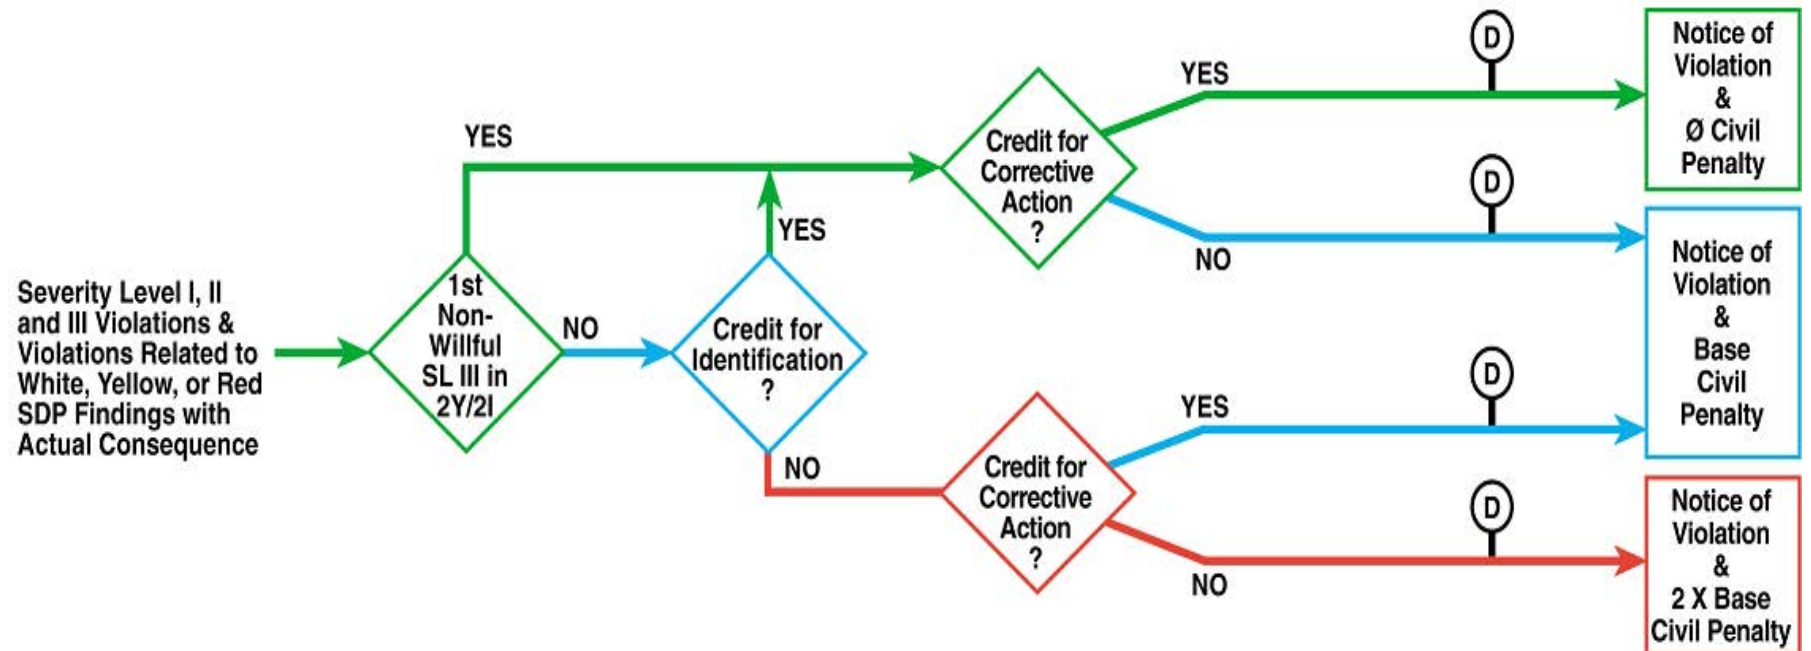 Severity Level I, II
and III Violations &
Violations Related to
White, Yellow, or Red
SDP Findings with
Actual Consequence
1st
Non-
Willful
SL III in
2Y/2I
YES
NO
Credit for
Identification
?
YES
NO
Credit for
Corrective
Action
?
YES
D
NO
D
Credit for
Corrective
Action
?
YES
D
NO
D
Notice of
Violation
&
Ø Civil
Penalty
Notice of
Violation
&
Base
Civil
Penalty
Notice of
Violation
&
2 X Base
Civil Penalty